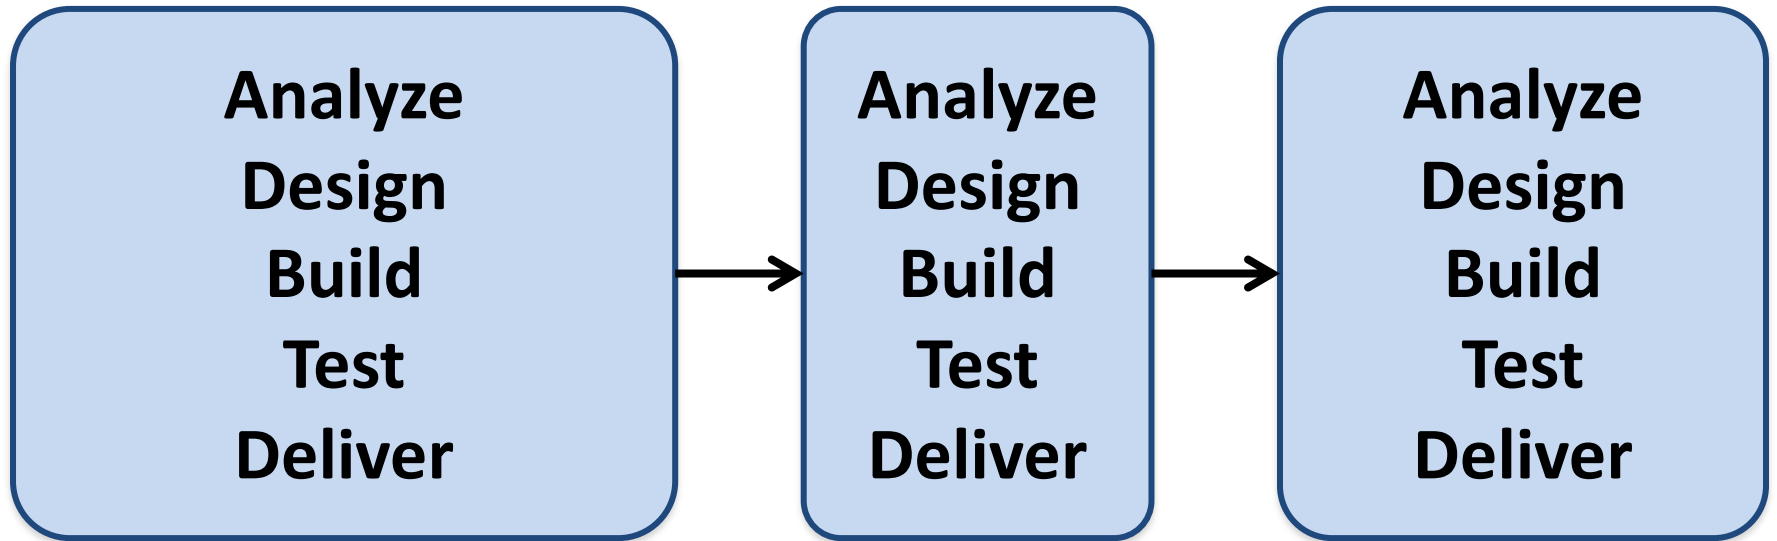 Analyze
Design
Build
Test
Deliver
Analyze
Design
Build
Test
Deliver
Analyze
Design
Build
Test
Deliver